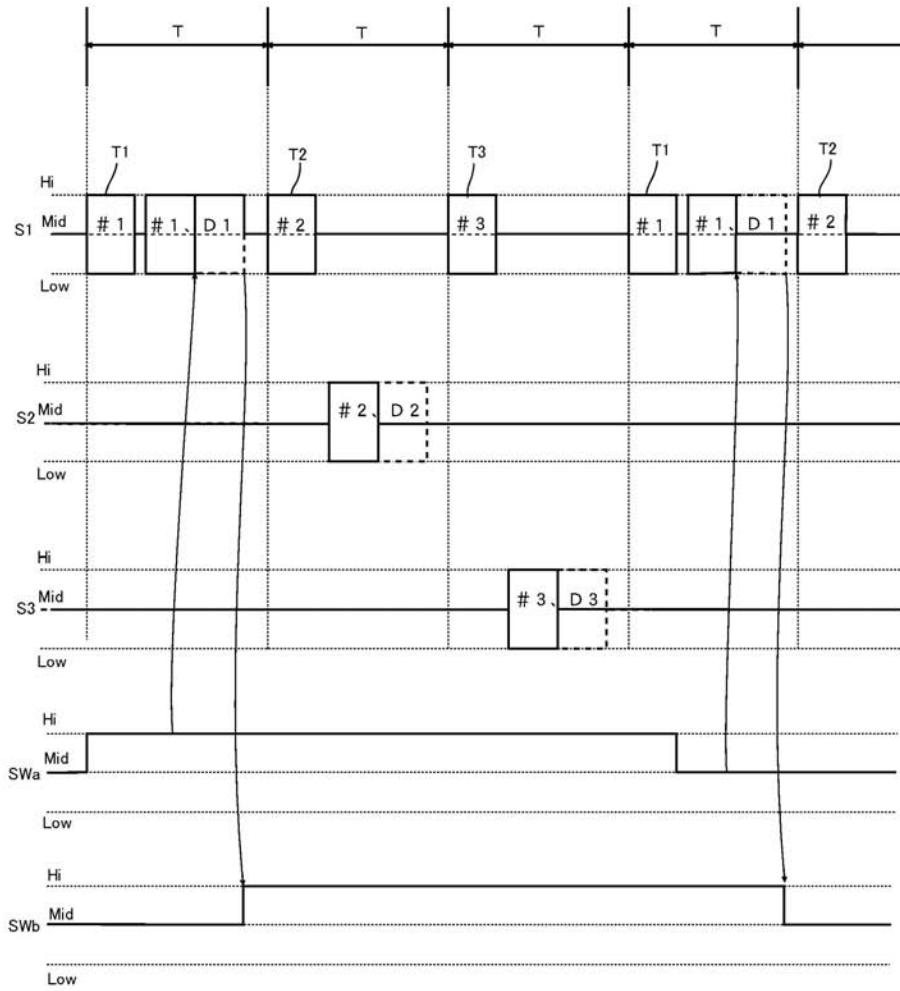 T T T T
T1 T2 T3 T1 T2
Hi
S1 Mid #1 #1、D1 #2 #3 #1 #1、D1 #2
Low
Hi
S2 Mid #2、D2
Low
Hi
S3 Mid #3、D3
Low
Hi
Mid
SWa
Low
Hi
Mid
SWb
Low